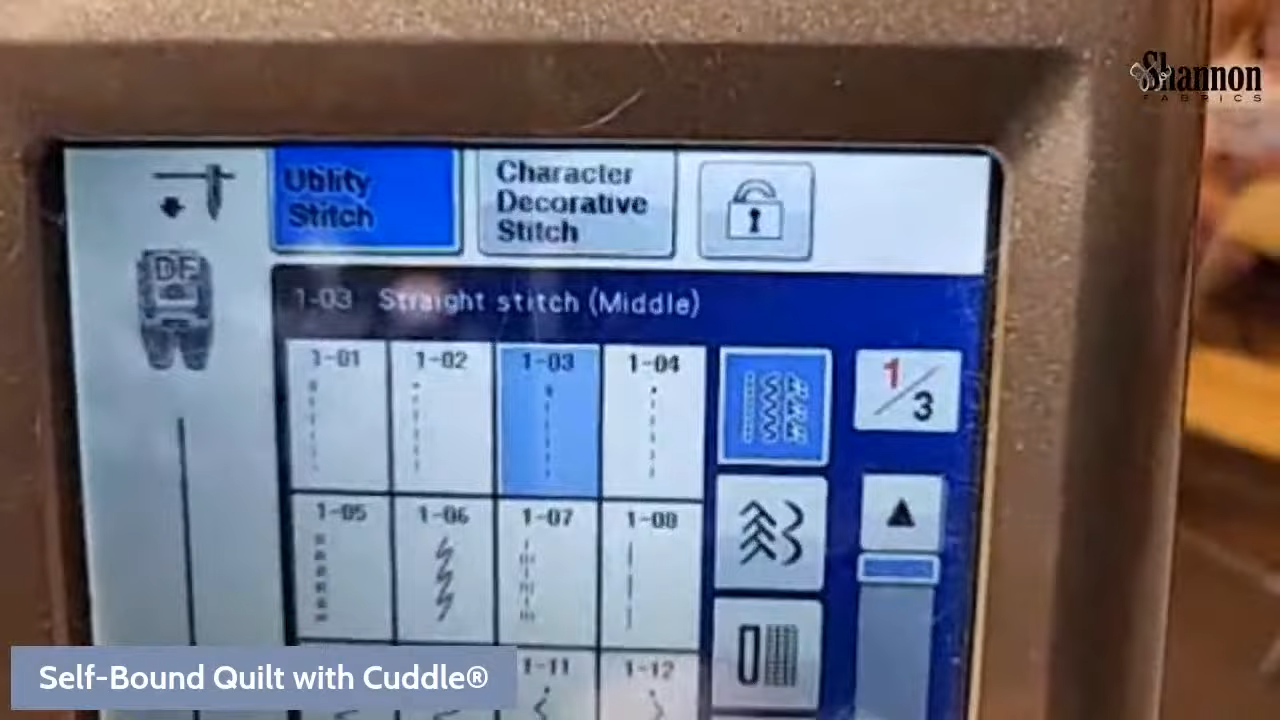 Shannon
FABRICS
Utility
Stitch
Character
Decorative
Stitch
DF
1-03 Straight stitch (Middle)
1-01
1-02
1-03
1-04
1/3
1-05
1-06
1-07
1-08
1-11
1-12
Self-Bound Quilt with Cuddle®